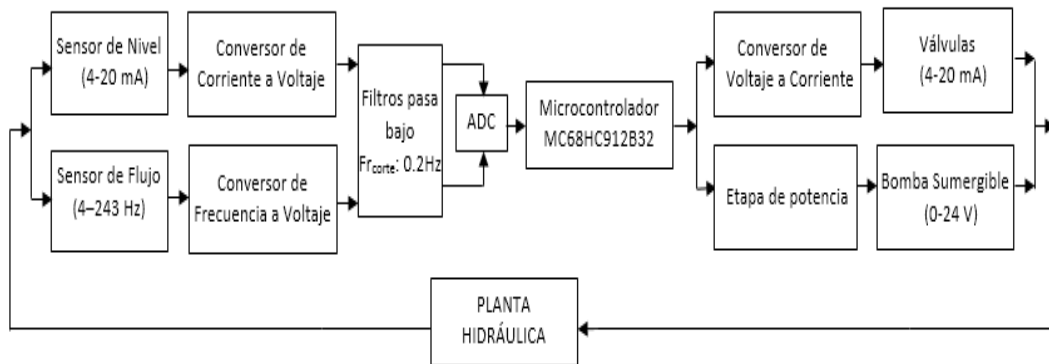 Sensor de Nivel
(4-20 mA)
Conversor de
Corriente a Voltaje
Sensor de Flujo
(4–243 Hz)
Conversor de
Frecuencia a Voltaje
Filtros pasa
bajo
Fr_corte: 0.2Hz
ADC
Microcontrolador
MC68HC912B32
Conversor de
Voltaje a Corriente
Válvulas
(4-20 mA)
Etapa de potencia
Bomba Sumergible
(0-24 V)
PLANTA
HIDRÁULICA